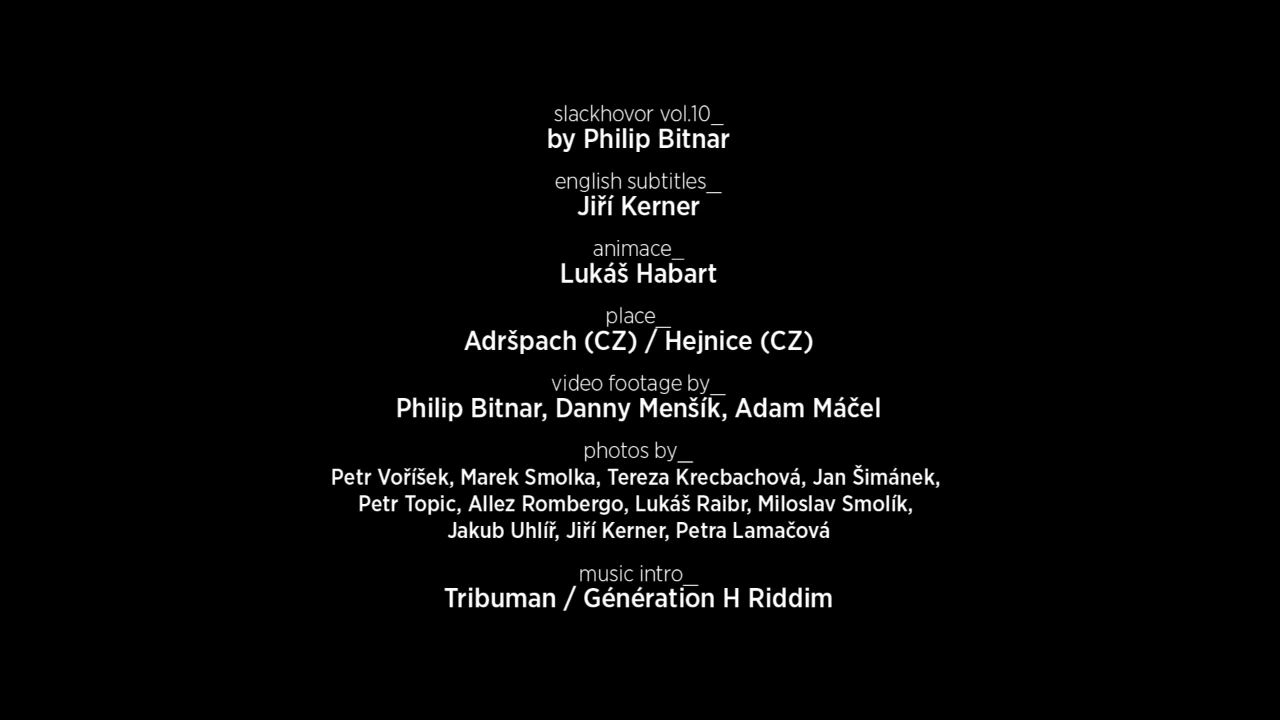 slackhovor vol.10_
by Philip Bitnar
english subtitles_
Jiří Kerner
animace_
Lukáš Habart
place_
Adršpach (CZ) / Hejnice (CZ)
video footage by_
Philip Bitnar, Danny Menšík, Adam Máčel
photos by_
Petr Voříšek, Marek Smolka, Tereza Krecbachová, Jan Šimánek,
Petr Topic, Allez Rombergo, Lukáš Raibr, Miloslav Smolík,
Jakub Uhlíř, Jiří Kerner, Petra Lamačová
music intro_
Tribuman / Génération H Riddim